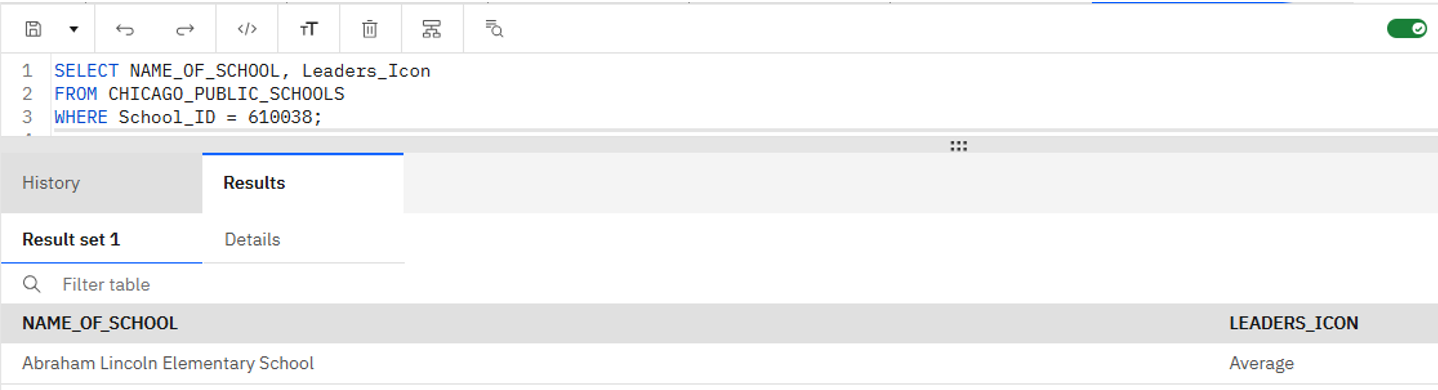 </> TT
1 SELECT NAME_OF_SCHOOL, Leaders_Icon
2 FROM CHICAGO_PUBLIC_SCHOOLS
3 WHERE School_ID = 610038;
History Results
Result set 1 Details
Filter table
NAME_OF_SCHOOL LEADERS_ICON
Abraham Lincoln Elementary School Average